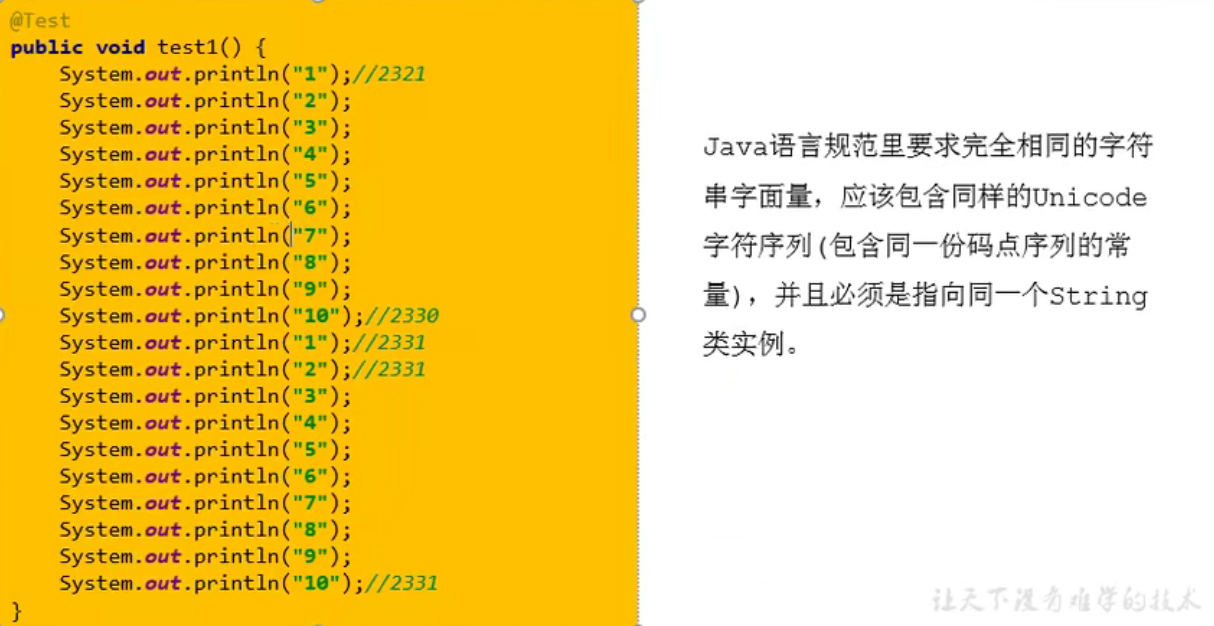 @Test
public void test1() {
System.out.println("1");//2321
System.out.println("2");
System.out.println("3");
System.out.println("4");
System.out.println("5");
System.out.println("6");
System.out.println("7");
System.out.println("8");
System.out.println("9");
System.out.println("10");//2330
System.out.println("1");//2331
System.out.println("2");//2331
System.out.println("3");
System.out.println("4");
System.out.println("5");
System.out.println("6");
System.out.println("7");
System.out.println("8");
System.out.println("9");
System.out.println("10");//2331
}
Java语言规范里要求完全相同的字符
串字面量，应该包含同样的Unicode
字符序列(包含同一份码点序列的常
量)，并且必须是指向同一个String
类实例。
让天下没有难学的技术